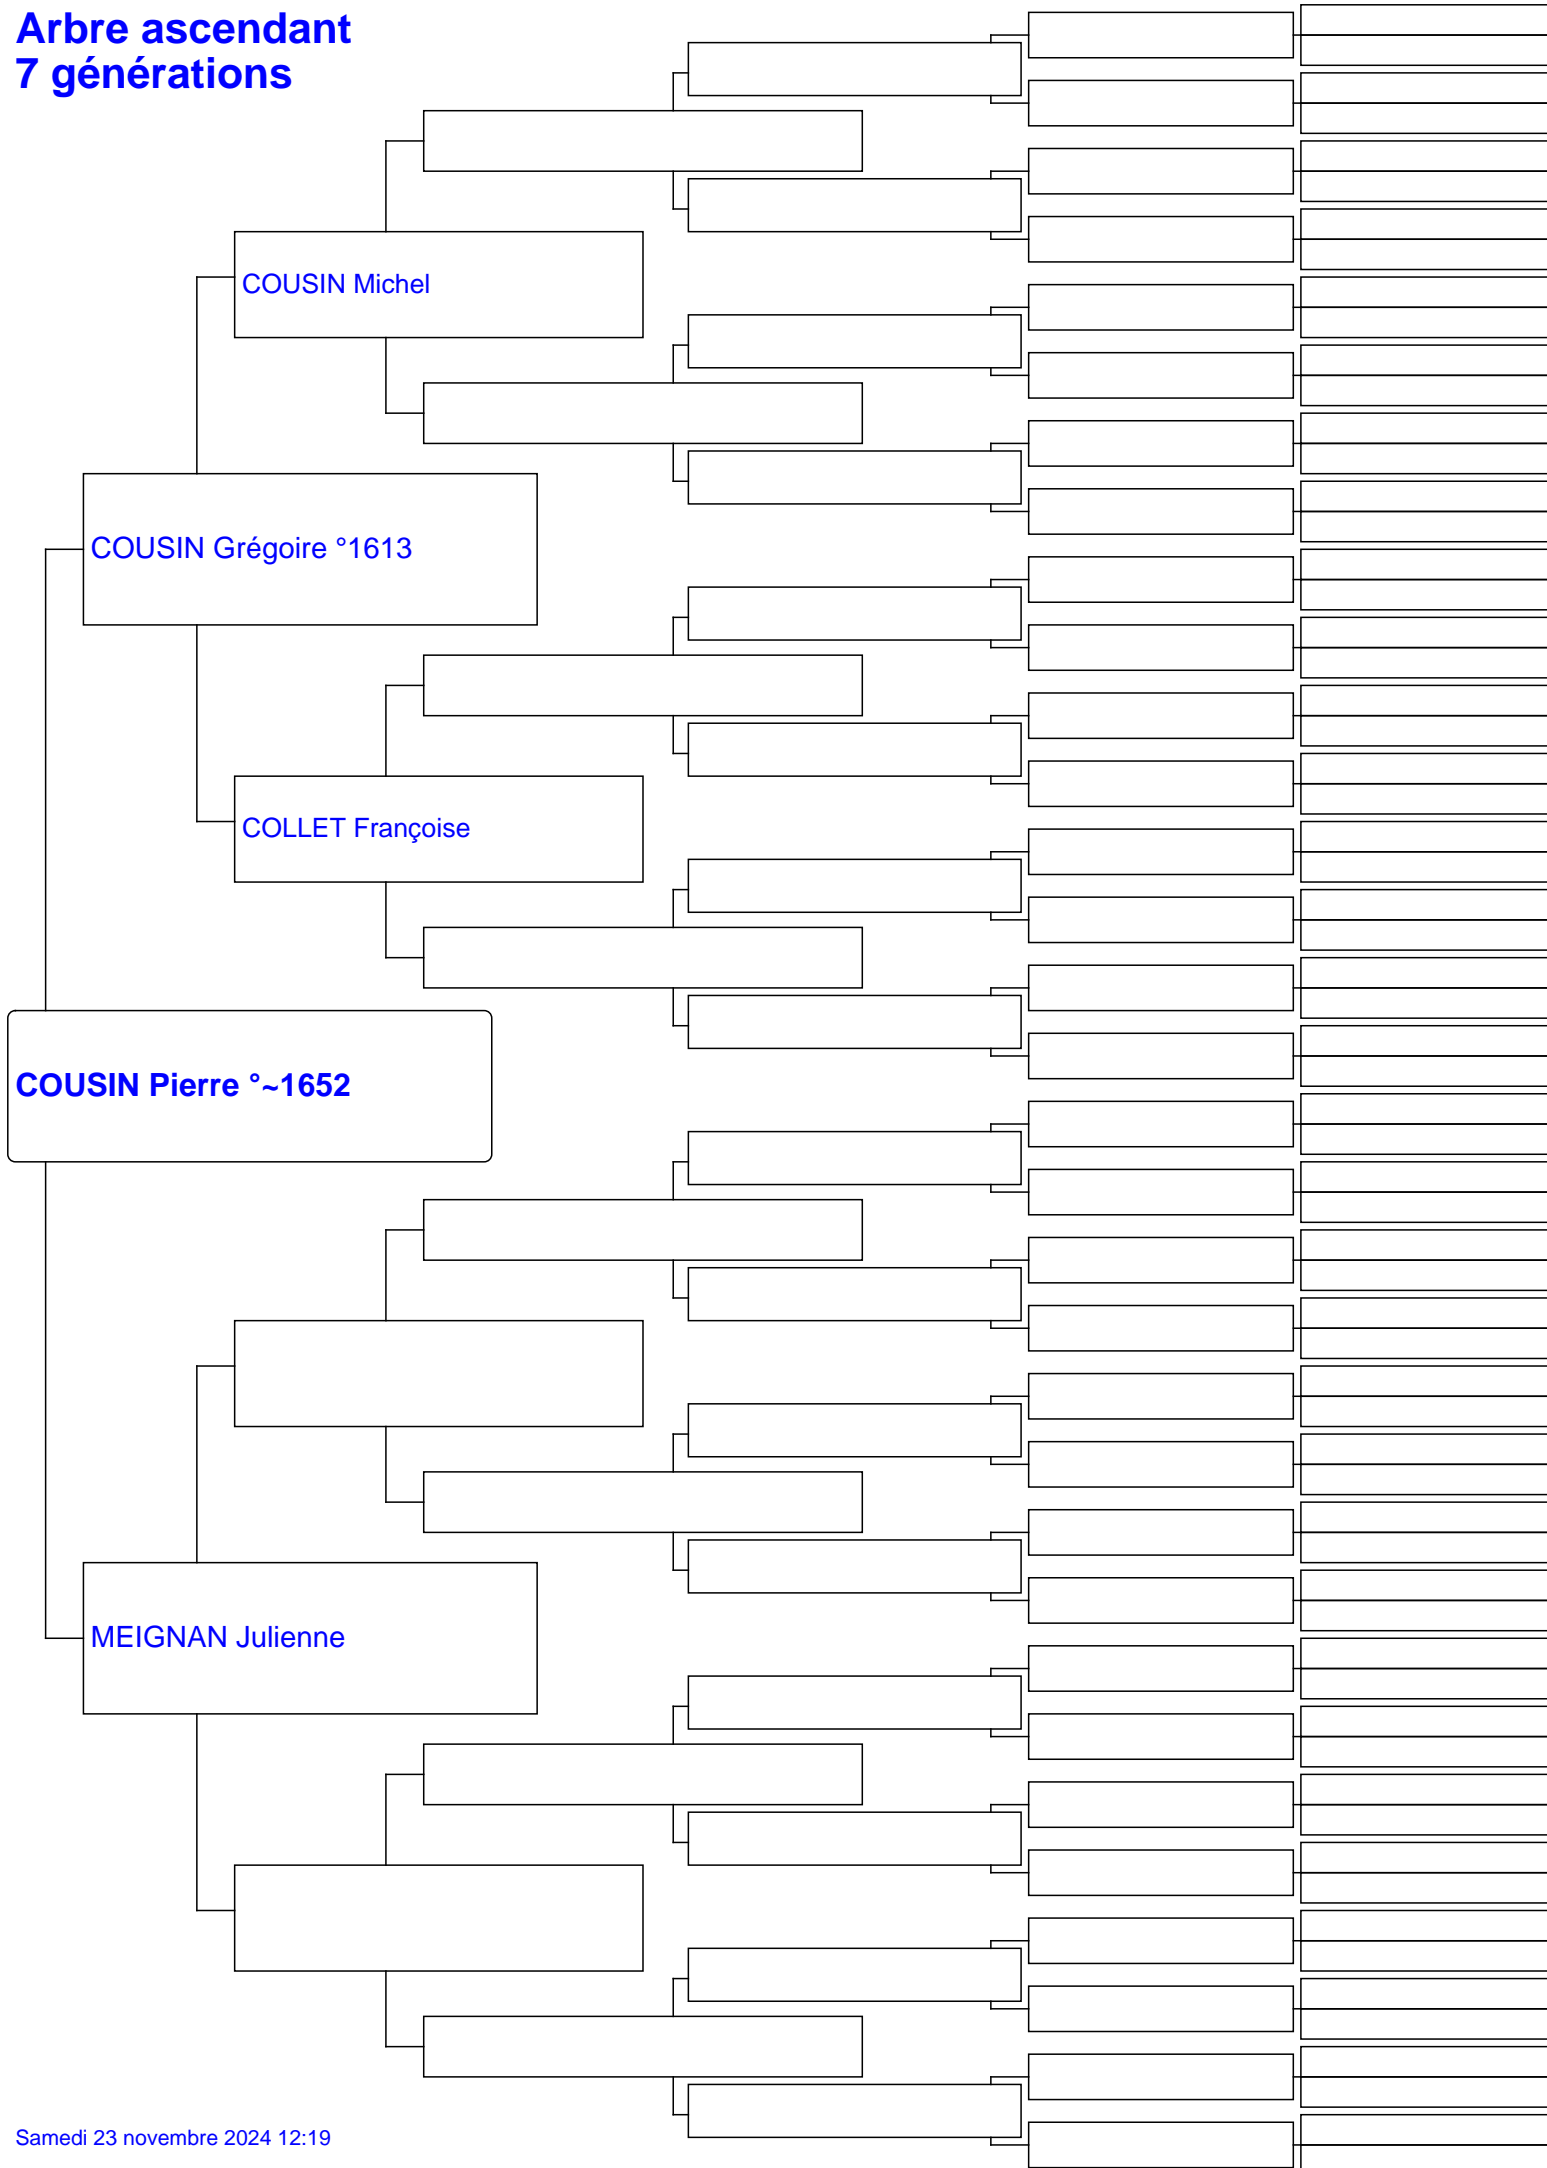 Arbre ascendant
7 générations
COUSIN Michel
COUSIN Grégoire °1613
COLLET Françoise
COUSIN Pierre °~1652
MEIGNAN Julienne
Samedi 23 novembre 2024 12:19